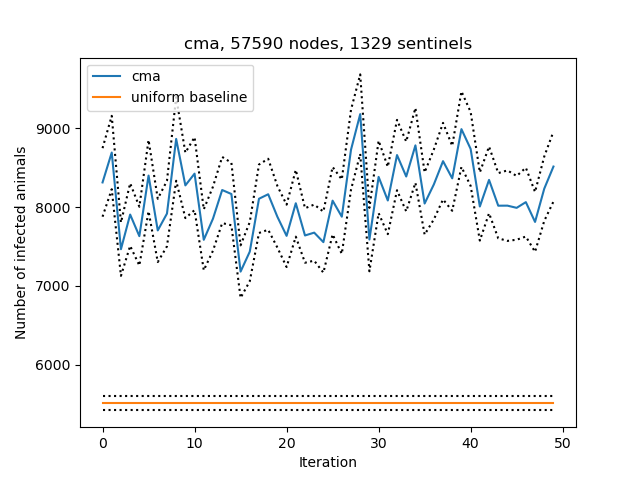 cma, 57590 nodes, 1329 sentinels
cma
uniform baseline
Number of infected animals
9000
8000
7000
6000
0 10 20 30 40 50
Iteration